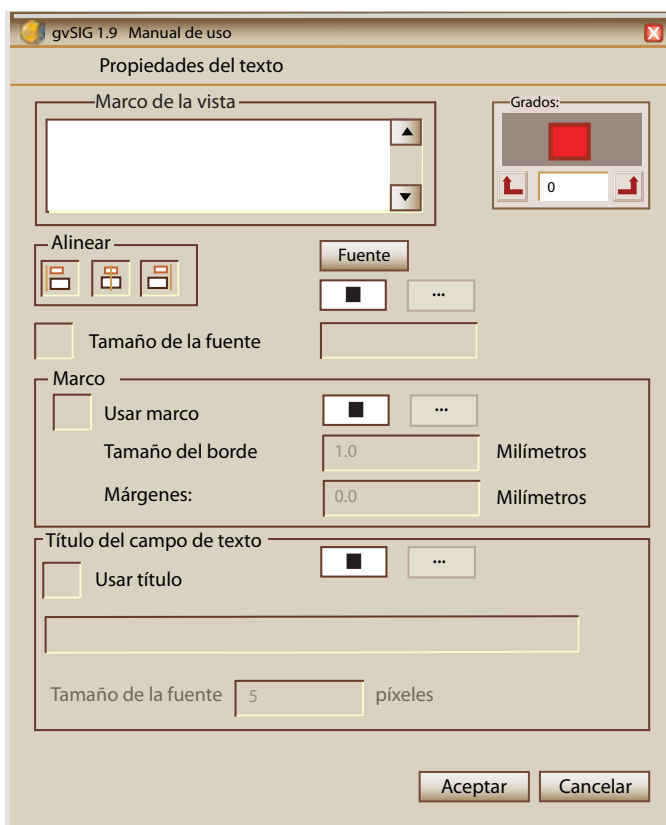 gvSIG 1.9 Manual de uso
Propiedades del texto
Marco de la vista
Grados:
0
Alinear
Fuente
...
Tamaño de la fuente
Marco
Usar marco
...
Tamaño del borde 1.0 Milímetros
Márgenes: 0.0 Milímetros
Título del campo de texto
Usar título
...
Tamaño de la fuente 5 píxeles
Aceptar Cancelar